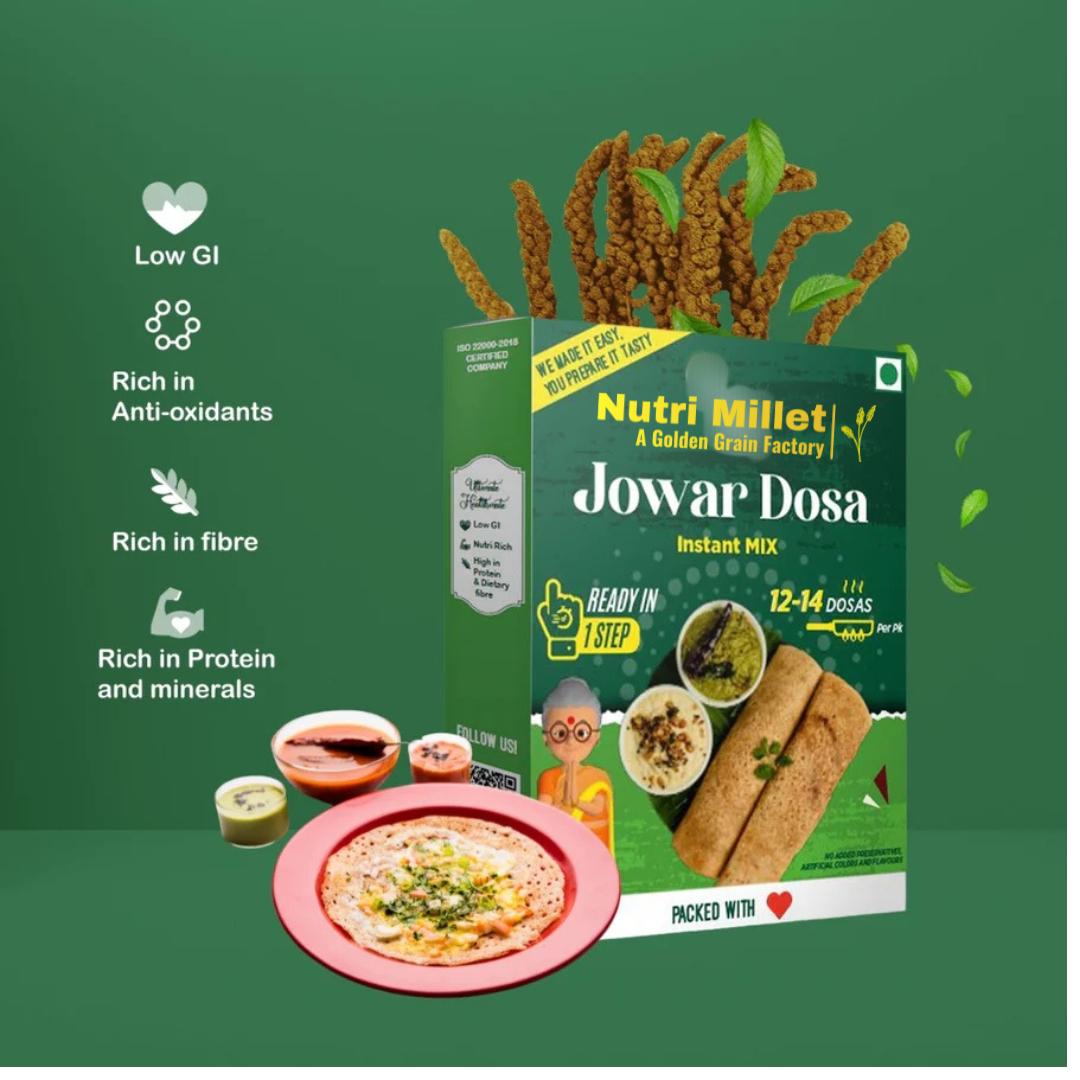 Low GI
Rich in
Anti-oxidants
Rich in fibre
Rich in Protein
and minerals
ISO 22000-2018
CERTIFIED
COMPANY
Ultimate
Healthmate
Low GI
Nutri Rich
High in
Protein
& Dietary
fibre
FOLLOW US!
WE MADE IT EASY,
YOU PREPARE IT TASTY
Nutri Millet
A Golden Grain Factory
Jowar Dosa
Instant MIX
READY IN
1 STEP
12-14 DOSAS
Per Pk
NO ADDED PRESERVATIVES,
ARTIFICIAL COLORS AND FLAVOURS
PACKED WITH